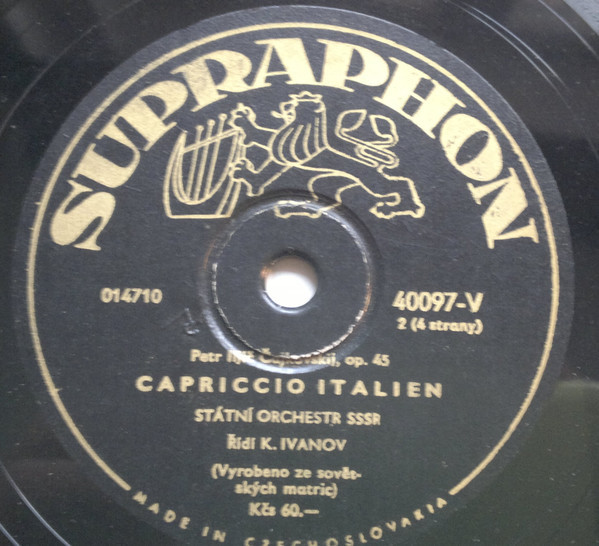 SUPRAPHON
014710
40097-V
2 (4 strany)
Petr Iljič Čajkovskij, op. 45
CAPRICCIO ITALIEN
STÁTNÍ ORCHESTR SSSR
Řídí K. IVANOV
(Vyrobeno ze sovět-
ských matric)
Kčs 60.—
MADE IN CZECHOSLOVAKIA